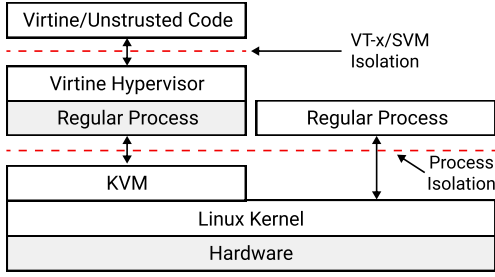 Virtine/Unstrusted Code
VT-x/SVM
Isolation
Virtine Hypervisor
Regular Process
Regular Process
Process
Isolation
KVM
Linux Kernel
Hardware